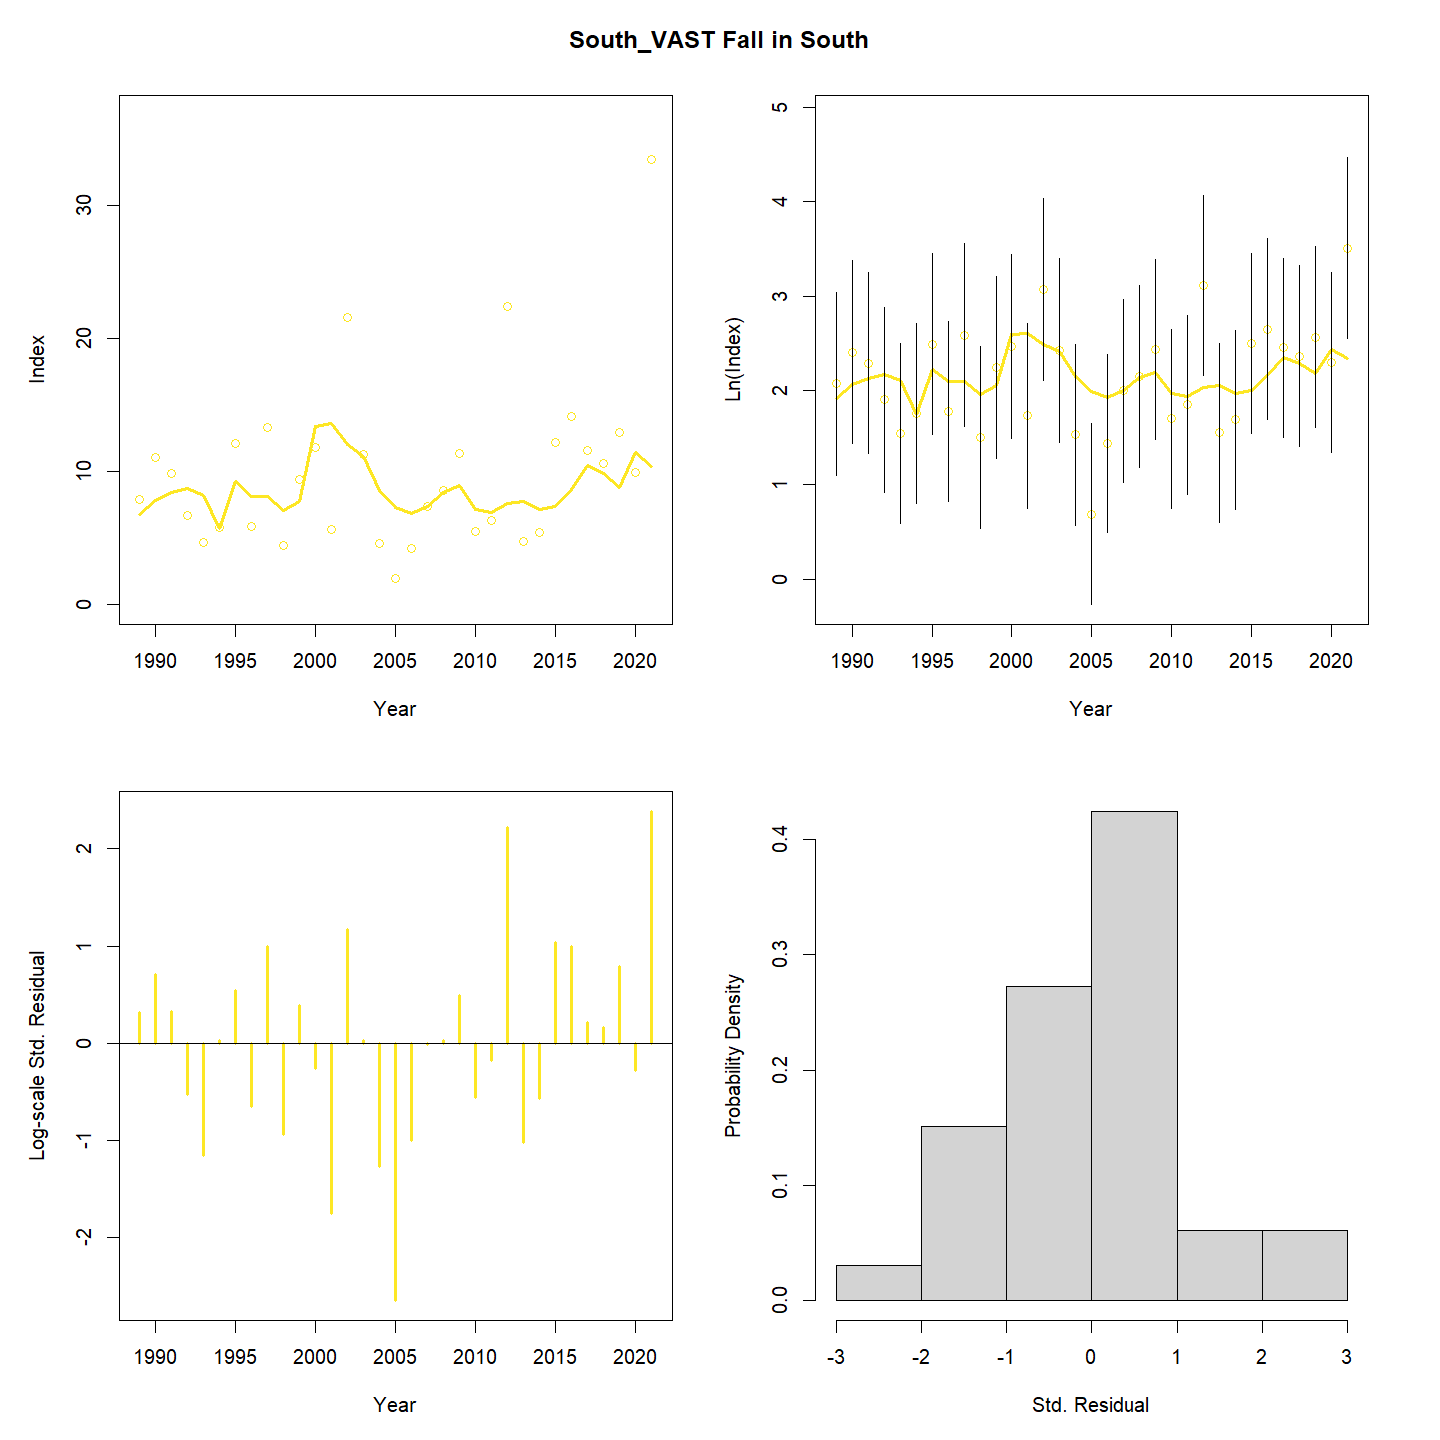 South_VAST Fall in South
Index
0
10
20
30
1990 1995 2000 2005 2010 2015 2020
Year
Ln(Index)
0
1
2
3
4
5
1990 1995 2000 2005 2010 2015 2020
Year
Log-scale Std. Residual
-2
-1
0
1
2
1990 1995 2000 2005 2010 2015 2020
Year
Probability Density
0.0
0.1
0.2
0.3
0.4
-3 -2 -1 0 1 2 3
Std. Residual